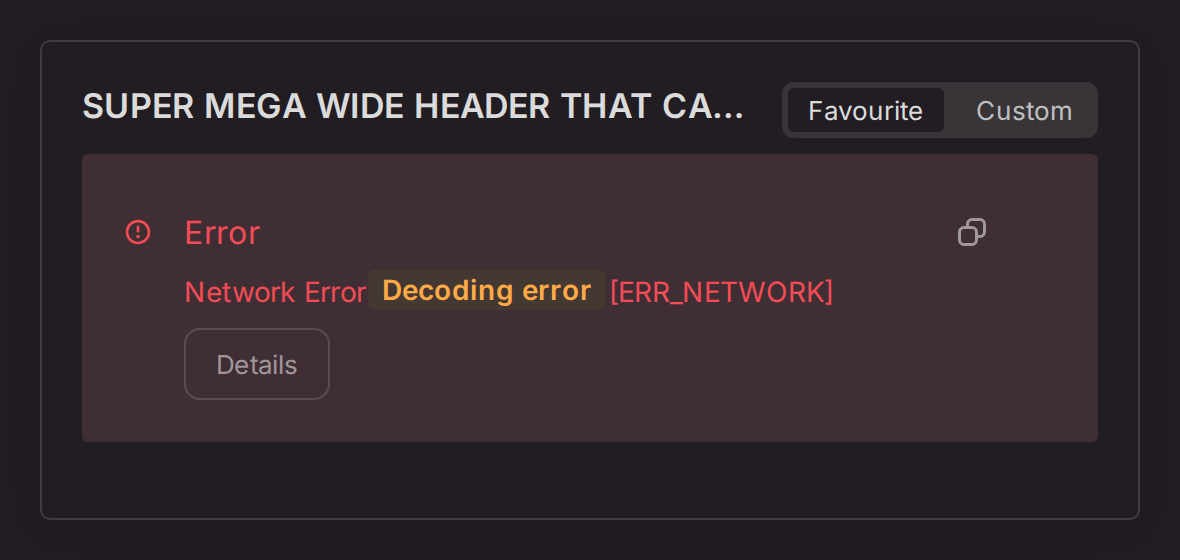 SUPER MEGA WIDE HEADER THAT CA...
Favourite Custom
Error
Network Error Decoding error [ERR_NETWORK]
Details